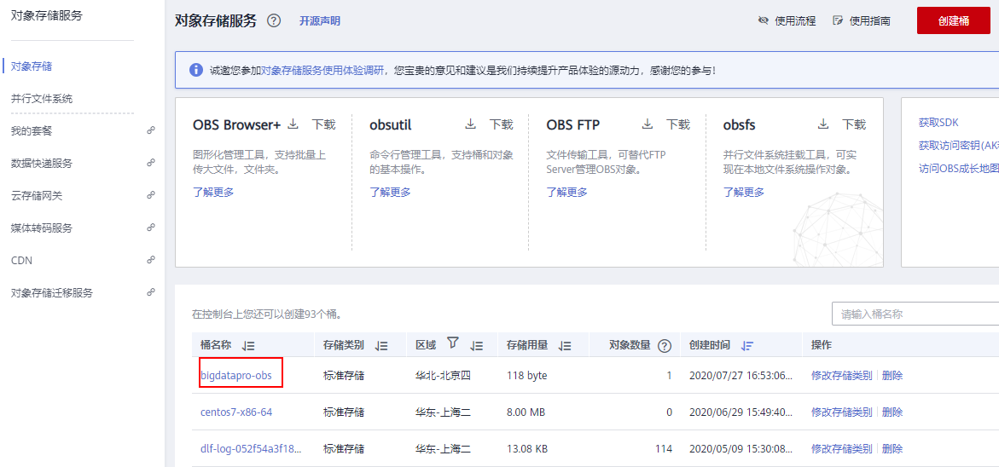 对象存储服务
对象存储
并行文件系统
我的套餐
数据快递服务
云存储网关
媒体转码服务
CDN
对象存储迁移服务
对象存储服务 ? 开源声明 使用流程 使用指南 创建桶
诚邀您参加对象存储服务使用体验调研，您宝贵的意见和建议是我们持续提升产品体验的源动力，感谢您的参与！
OBS Browser+ 下载
图形化管理工具，支持批量上
传大文件，文件夹。
了解更多
obsutil 下载
命令行管理工具，支持桶和对象
的基本操作。
了解更多
OBS FTP 下载
文件传输工具，可替代FTP
Server管理OBS对象。
了解更多
obsfs 下载
并行文件系统挂载工具，可实
现在本地文件系统操作对象。
了解更多
获取SDK
获取访问密钥(AK
访问OBS成长地图
在控制台上您还可以创建93个桶。
请输入桶名称
桶名称 存储类别 区域 存储用量 对象数量 ? 创建时间 操作
bigdatapro-obs 标准存储 华北-北京四 118 byte 1 2020/07/27 16:53:06... 修改存储类别 删除
centos7-x86-64 标准存储 华东-上海二 8.00 MB 0 2020/06/29 15:49:40... 修改存储类别 删除
dlf-log-052f54a3f18... 标准存储 华东-上海二 13.08 KB 114 2020/05/09 15:30:08... 修改存储类别 删除